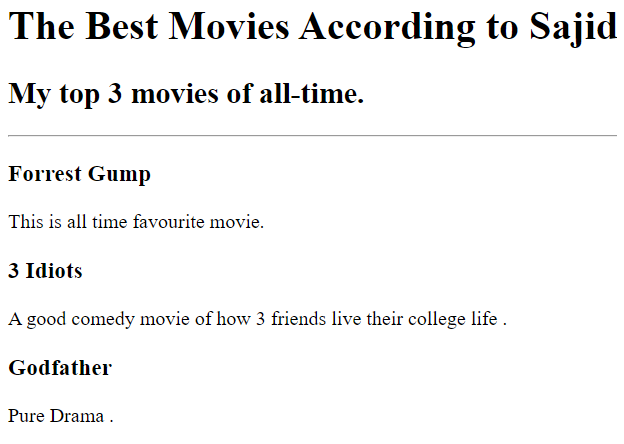 The Best Movies According to Sajid
My top 3 movies of all-time.
Forrest Gump
This is all time favourite movie.
3 Idiots
A good comedy movie of how 3 friends live their college life .
Godfather
Pure Drama .